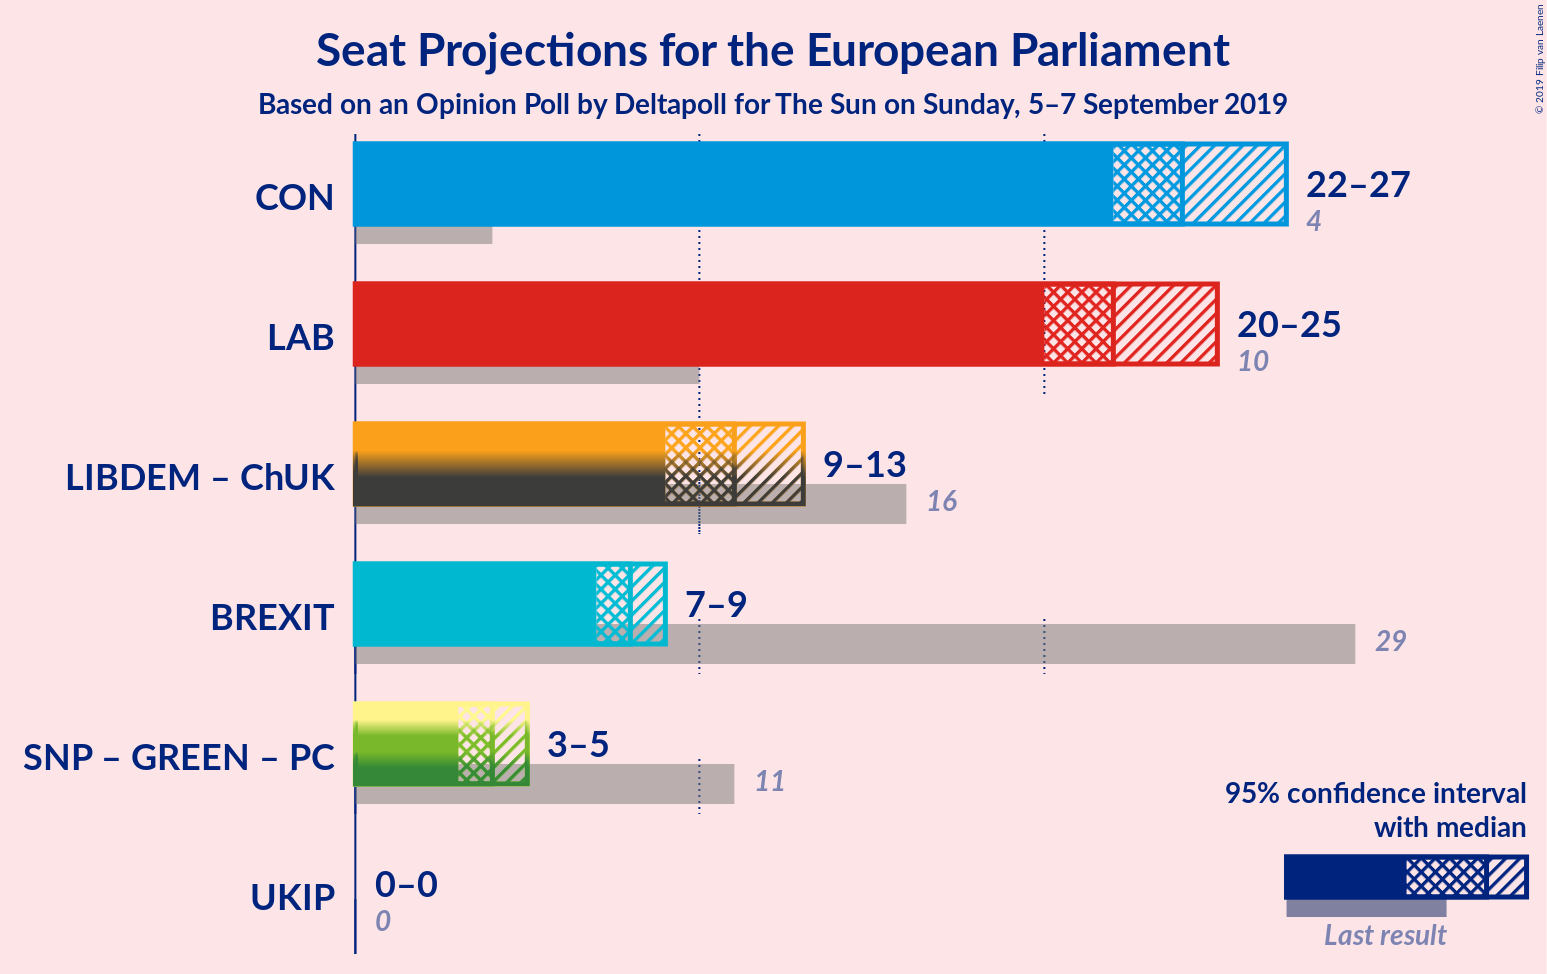 Seat Projections for the European Parliament
Based on an Opinion Poll by Deltapoll for The Sun on Sunday, 5–7 September 2019
© 2019 Filip van Laenen
CON
22–27
4
LAB
20–25
10
LIBDEM – ChUK
9–13
16
BREXIT
7–9
29
SNP – GREEN – PC
3–5
11
UKIP
0–0
0
95% confidence interval
with median
Last result